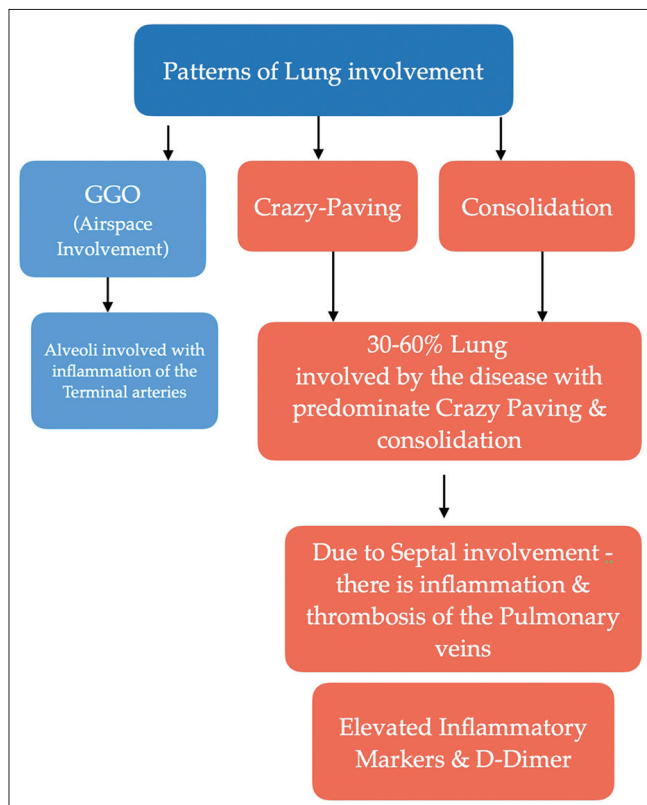 Patterns of Lung involvement
GGO
(Airspace
Involvement)
Crazy-Paving
Consolidation
Alveoli involved with
inflammation of the
Terminal arteries
30-60% Lung
involved by the disease with
predominate Crazy Paving &
consolidation
Due to Septal involvement -
there is inflammation &
thrombosis of the Pulmonary
veins
Elevated Inflammatory
Markers & D-Dimer